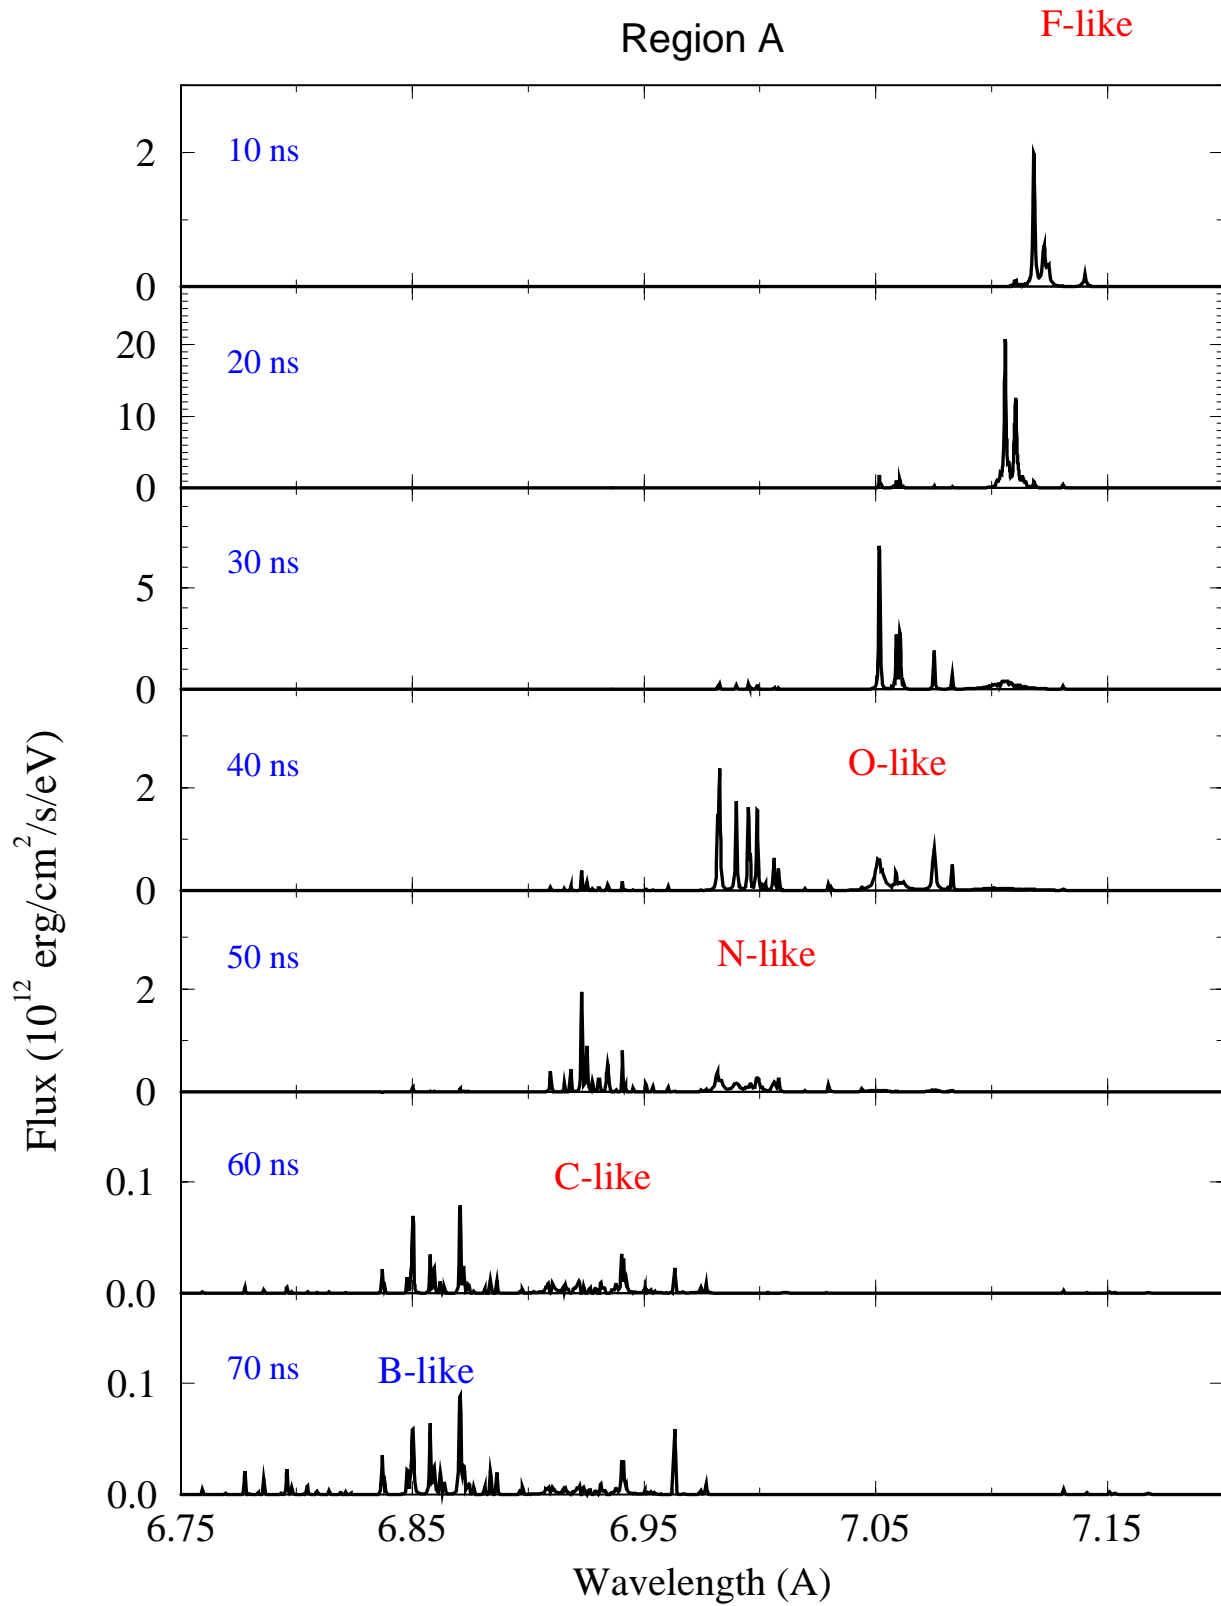 F-like
Region A
2
10 ns
0
20
20 ns
10
0
30 ns
5
0
40 ns
O-like
2
0
50 ns
N-like
2
0
60 ns
C-like
0.1
0.0
70 ns
B-like
0.1
0.0
6.75 6.85 6.95 7.05 7.15
Wavelength (A)
Flux (10¹² erg/cm²/s/eV)